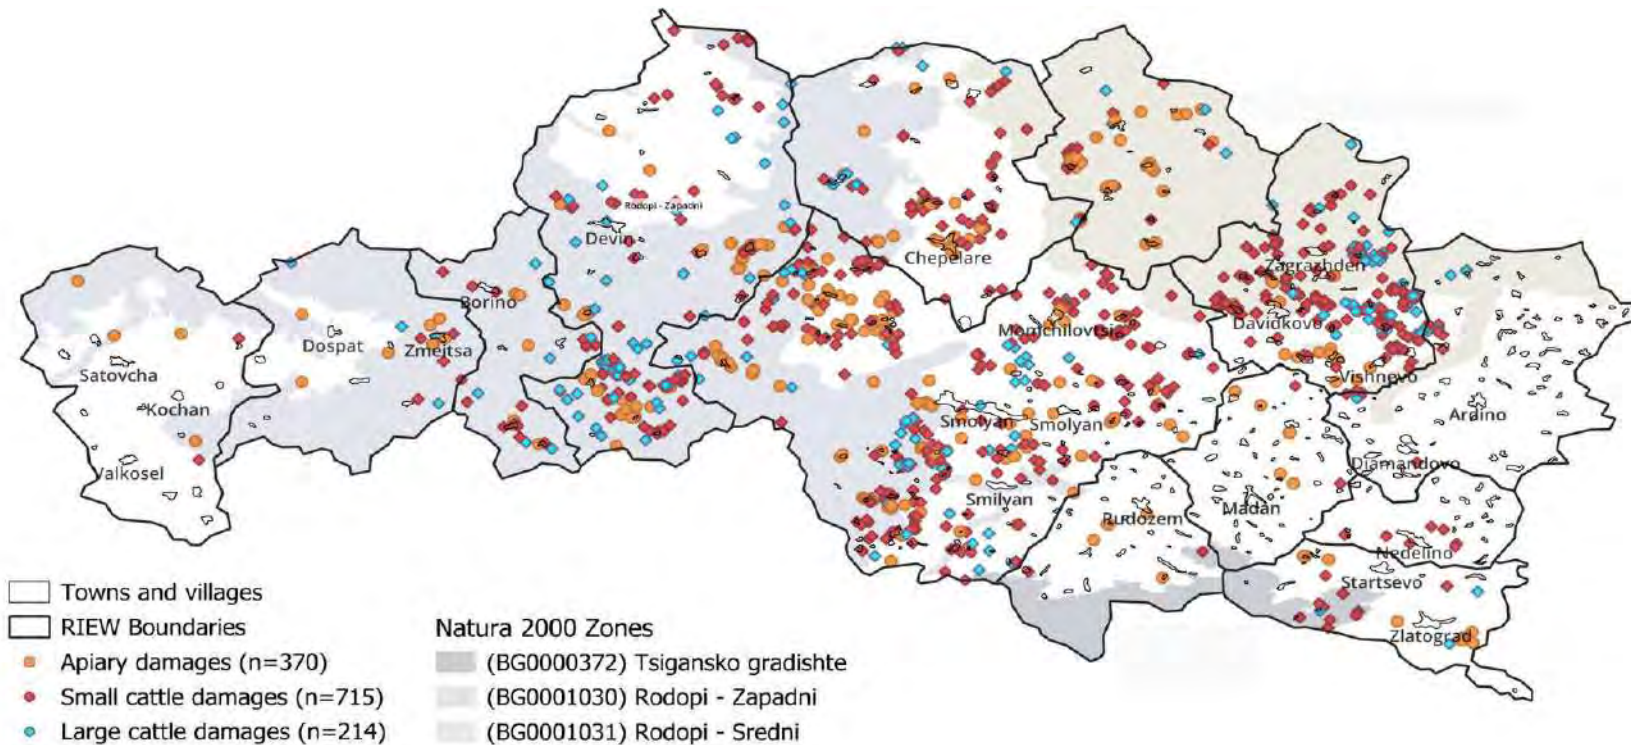 Rodopi - Zapadni
Devin
Chepelare
Zagrazhden
Borino
Momchilovtsi
Davidkovo
Dospat
Zmejtsa
Satovcha
Vishnevo
Kochan
Smolyan
Smolyan
Ardino
Valkosel
Diamandovo
Smilyan
Rudozem
Madan
Nedelino
Startsevo
Zlatograd
Towns and villages
RIEW Boundaries
Apiary damages (n=370)
Small cattle damages (n=715)
Large cattle damages (n=214)
Natura 2000 Zones
(BG0000372) Tsigansko gradishte
(BG0001030) Rodopi - Zapadni
(BG0001031) Rodopi - Sredni